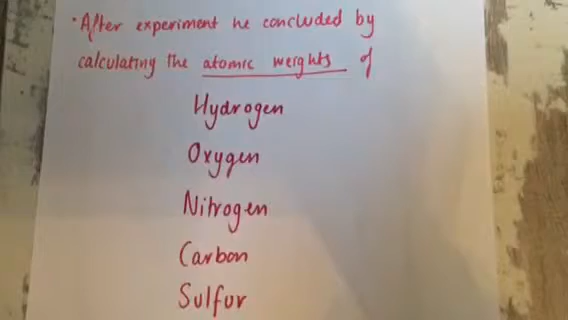 · After experiment he concluded by
calculating the atomic weights of
Hydrogen
Oxygen
Nitrogen
Carbon
Sulfur